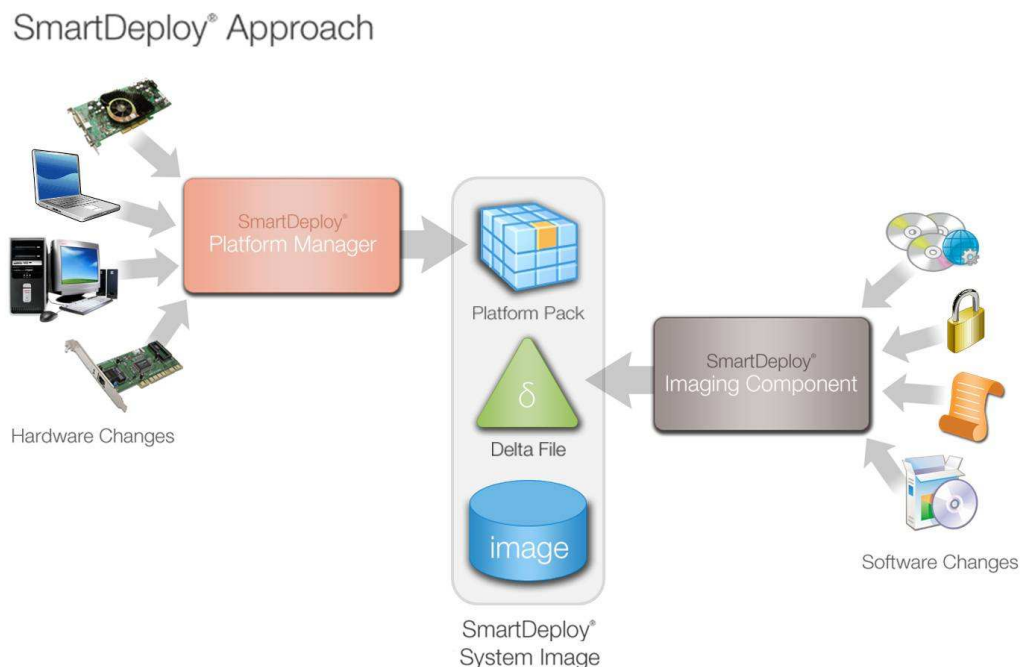 SmartDeploy® Approach
SmartDeploy®
Platform Manager
Hardware Changes
Platform Pack
δ
Delta File
image
SmartDeploy®
System Image
SmartDeploy®
Imaging Component
Software Changes